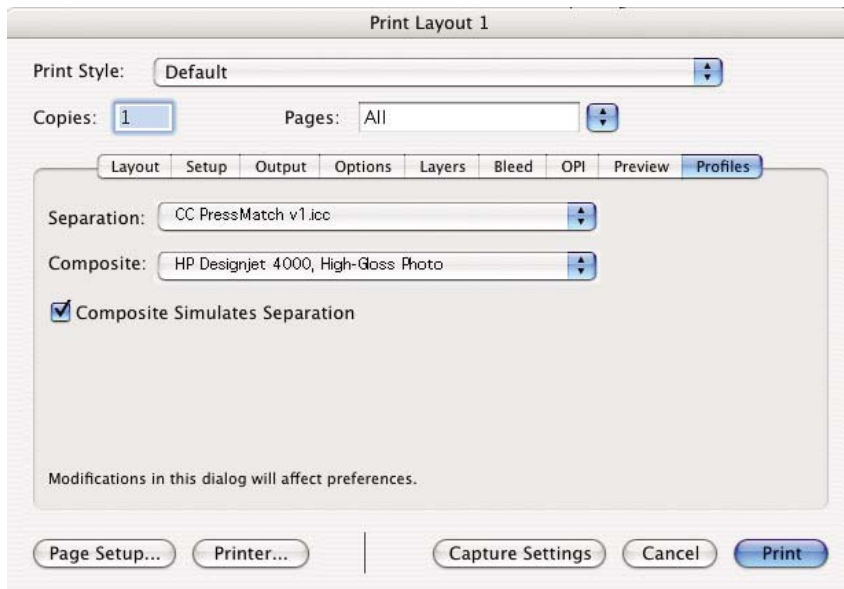 Print Layout 1
Print Style: Default
Copies: 1 Pages: All
Layout Setup Output Options Layers Bleed OPI Preview Profiles
Separation: CC PressMatch v1.icc
Composite: HP Designjet 4000, High-Gloss Photo
Composite Simulates Separation
Modifications in this dialog will affect preferences.
Page Setup... Printer... Capture Settings Cancel Print